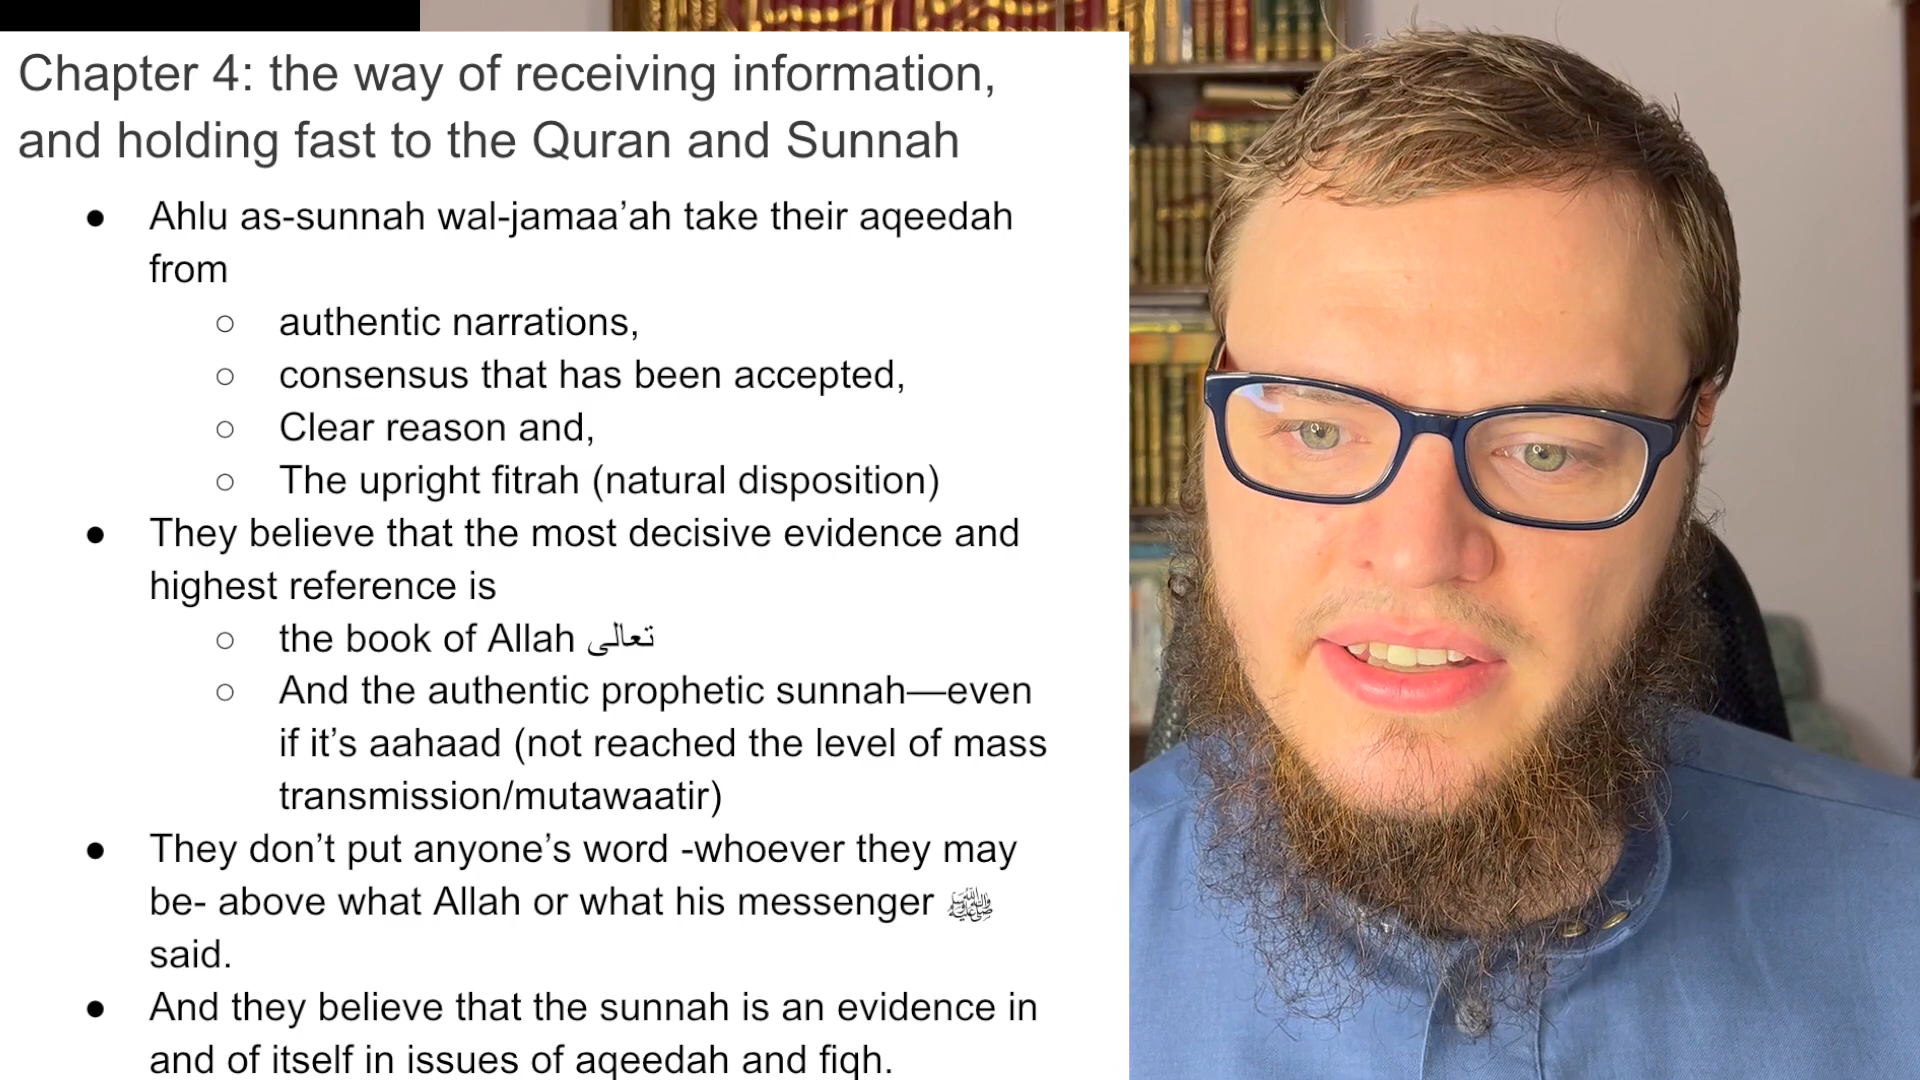 Chapter 4: the way of receiving information,
and holding fast to the Quran and Sunnah
● Ahlu as-sunnah wal-jamaa’ah take their aqeedah
from
○ authentic narrations,
○ consensus that has been accepted,
○ Clear reason and,
○ The upright fitrah (natural disposition)
● They believe that the most decisive evidence and
highest reference is
○ the book of Allah تعالى
○ And the authentic prophetic sunnah—even
if it’s aahaad (not reached the level of mass
transmission/mutawaatir)
● They don’t put anyone’s word -whoever they may
be- above what Allah or what his messenger ﷺ
said.
● And they believe that the sunnah is an evidence in
and of itself in issues of aqeedah and fiqh.